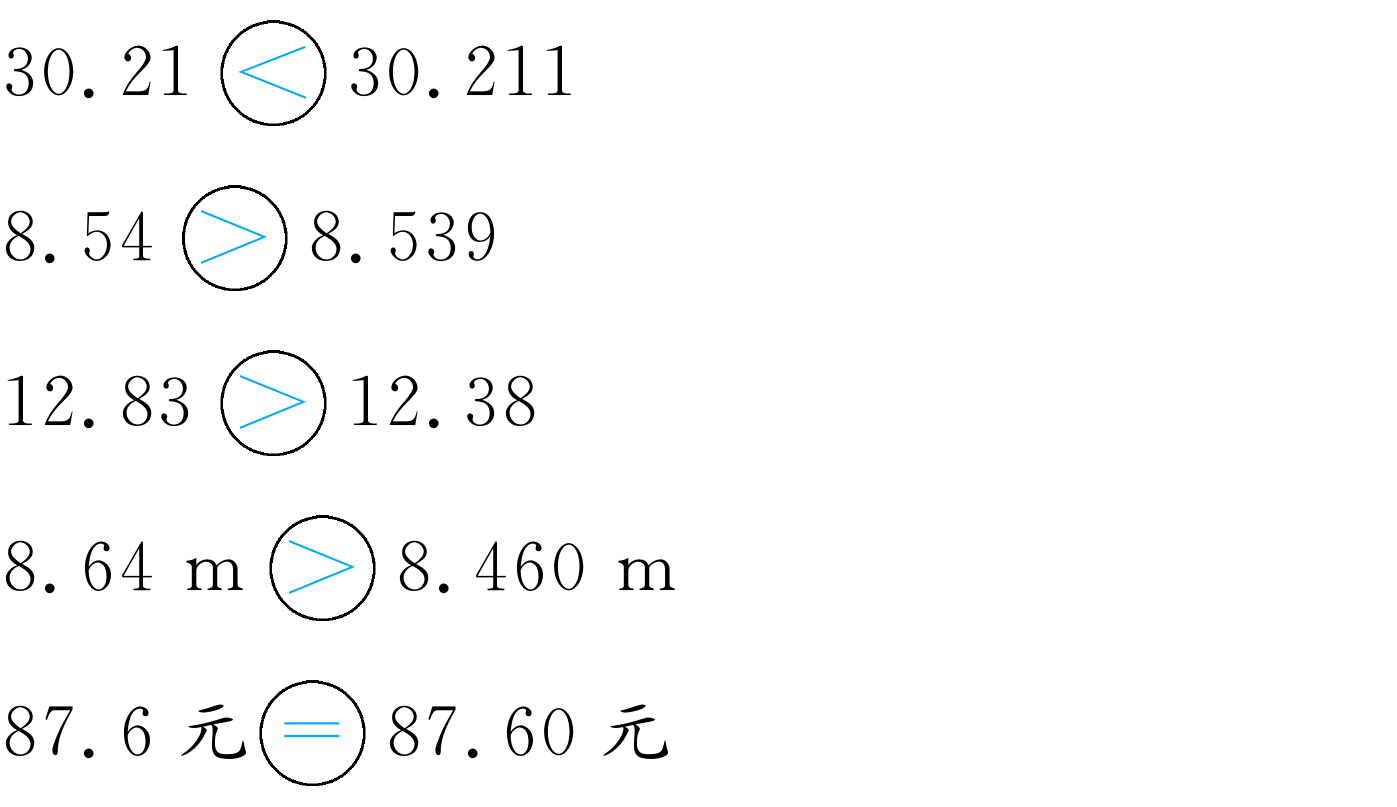 30.21 < 30.211
8.54 > 8.539
12.83 > 12.38
8.64 m > 8.460 m
87.6 元 = 87.60 元